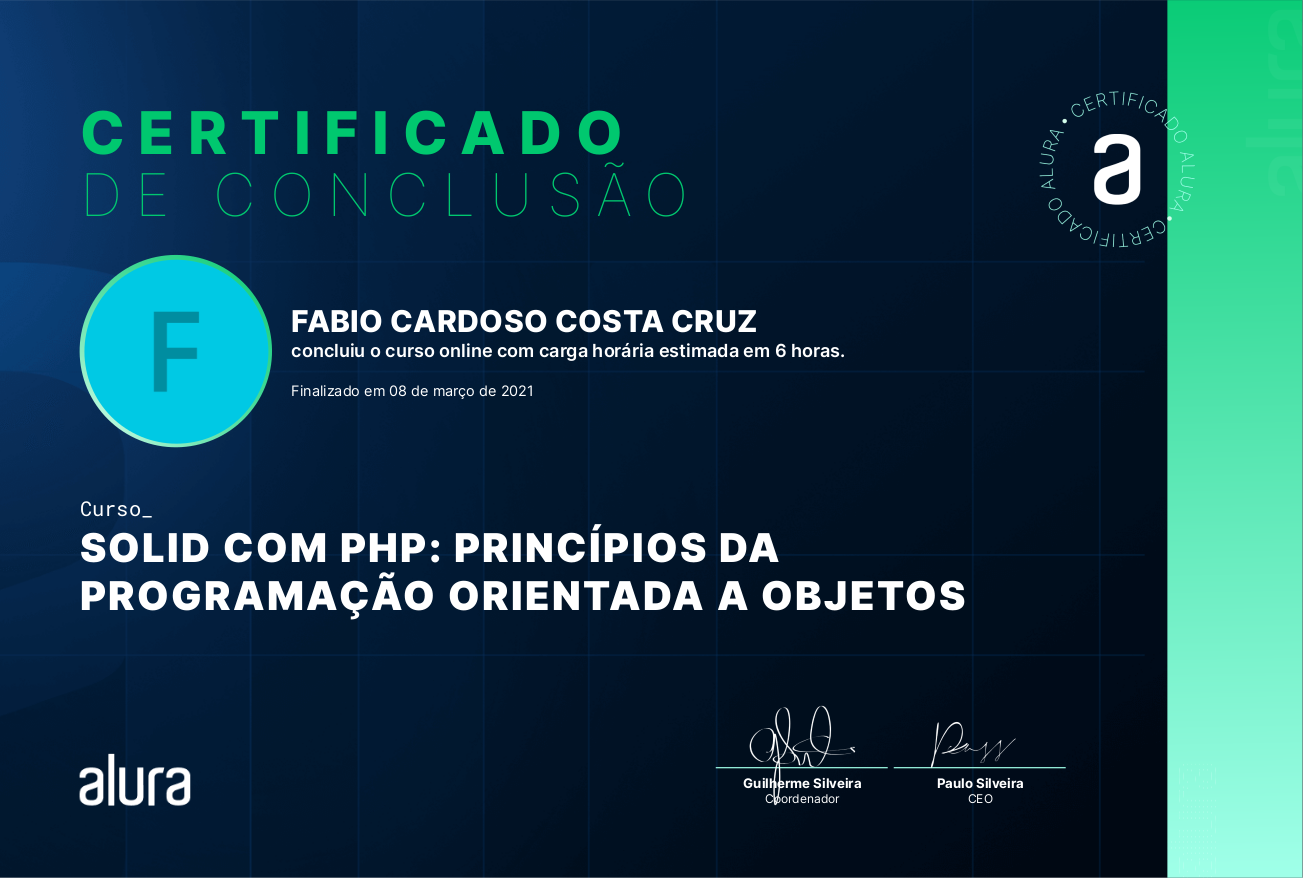 CERTIFICADO
DE CONCLUSÃO
CERTIFICADO ALURA • CERTIFICADO ALURA •
a
alura
F
FABIO CARDOSO COSTA CRUZ
concluiu o curso online com carga horária estimada em 6 horas.
Finalizado em 08 de março de 2021
Curso_
SOLID COM PHP: PRINCÍPIOS DA
PROGRAMAÇÃO ORIENTADA A OBJETOS
alura
Guilherme Silveira
Coordenador
Paulo Silveira
CEO